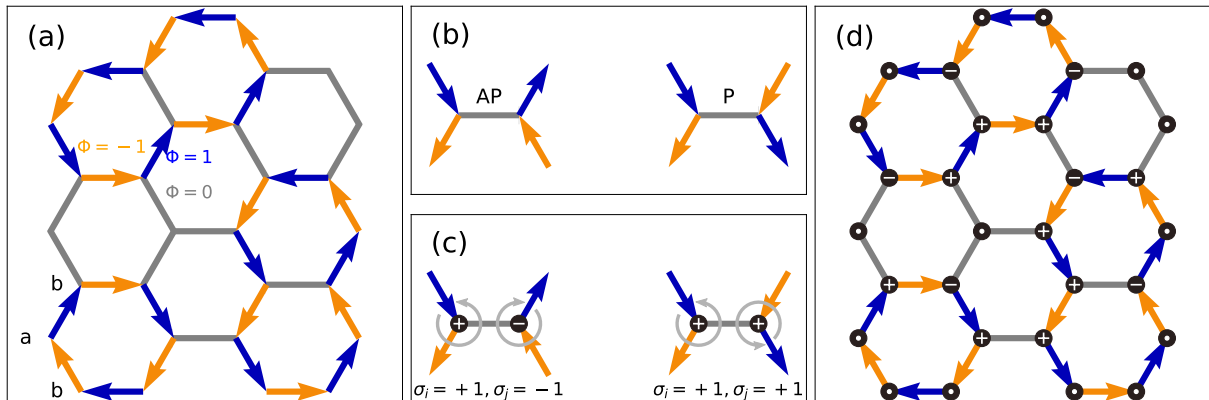 (a)
Φ = −1
Φ = 1
Φ = 0
b
a
b
(b)
AP
P
(c)
+
−
+
+
σᵢ = +1, σⱼ = −1
σᵢ = +1, σⱼ = +1
(d)
−
−
+
+
−
+
−
+
+
+
−
+
−
+
+